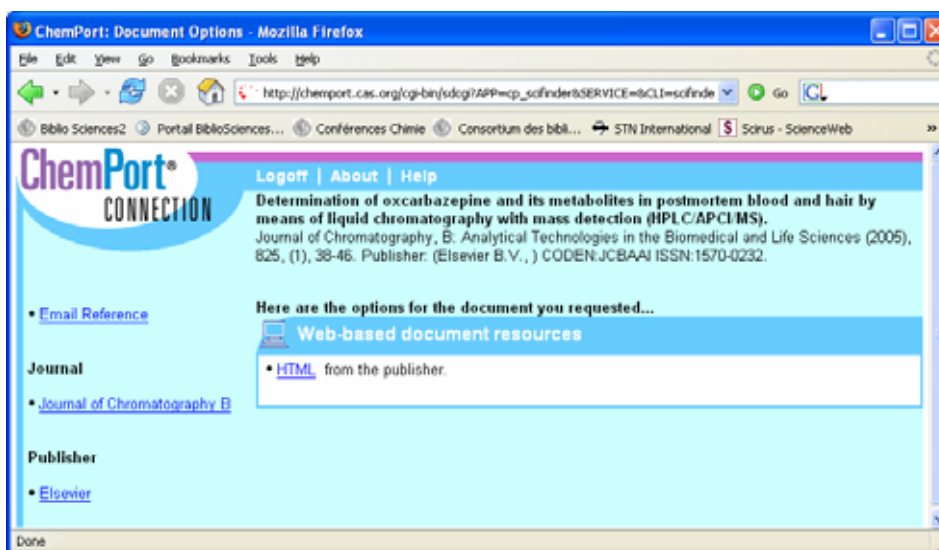 ChemPort: Document Options - Mozilla Firefox
File Edit View Go Bookmarks Tools Help
http://chemport.cas.org/cgi-bin/sdcgi?APP=cp_scifinder&SERVICE=&CLI=scifinde Go G
Biblio Sciences2 Portail BiblioSciences... Conférences Chimie Consortium des bibli... STN International S Scirus - ScienceWeb »
ChemPort®
CONNECTION
Logoff | About | Help
Determination of oxcarbazepine and its metabolites in postmortem blood and hair by
means of liquid chromatography with mass detection (HPLC/APCI/MS).
Journal of Chromatography, B: Analytical Technologies in the Biomedical and Life Sciences (2005),
825, (1), 38-46. Publisher: (Elsevier B.V., ) CODEN:JCBAAI ISSN:1570-0232.
Here are the options for the document you requested...
Web-based document resources
• HTML from the publisher.
• Email Reference
Journal
• Journal of Chromatography B
Publisher
• Elsevier
Done